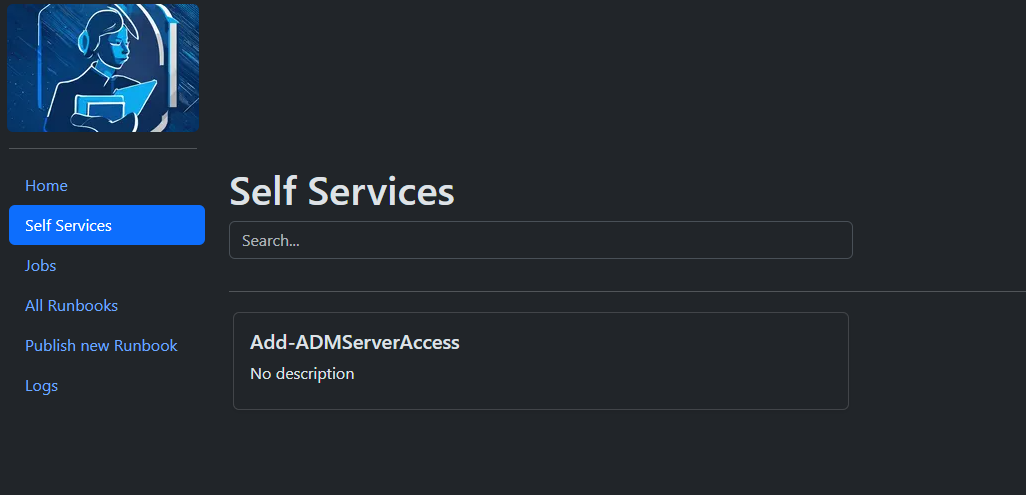 Home
Self Services
Jobs
All Runbooks
Publish new Runbook
Logs
Self Services
Search...
Add-ADMServerAccess
No description